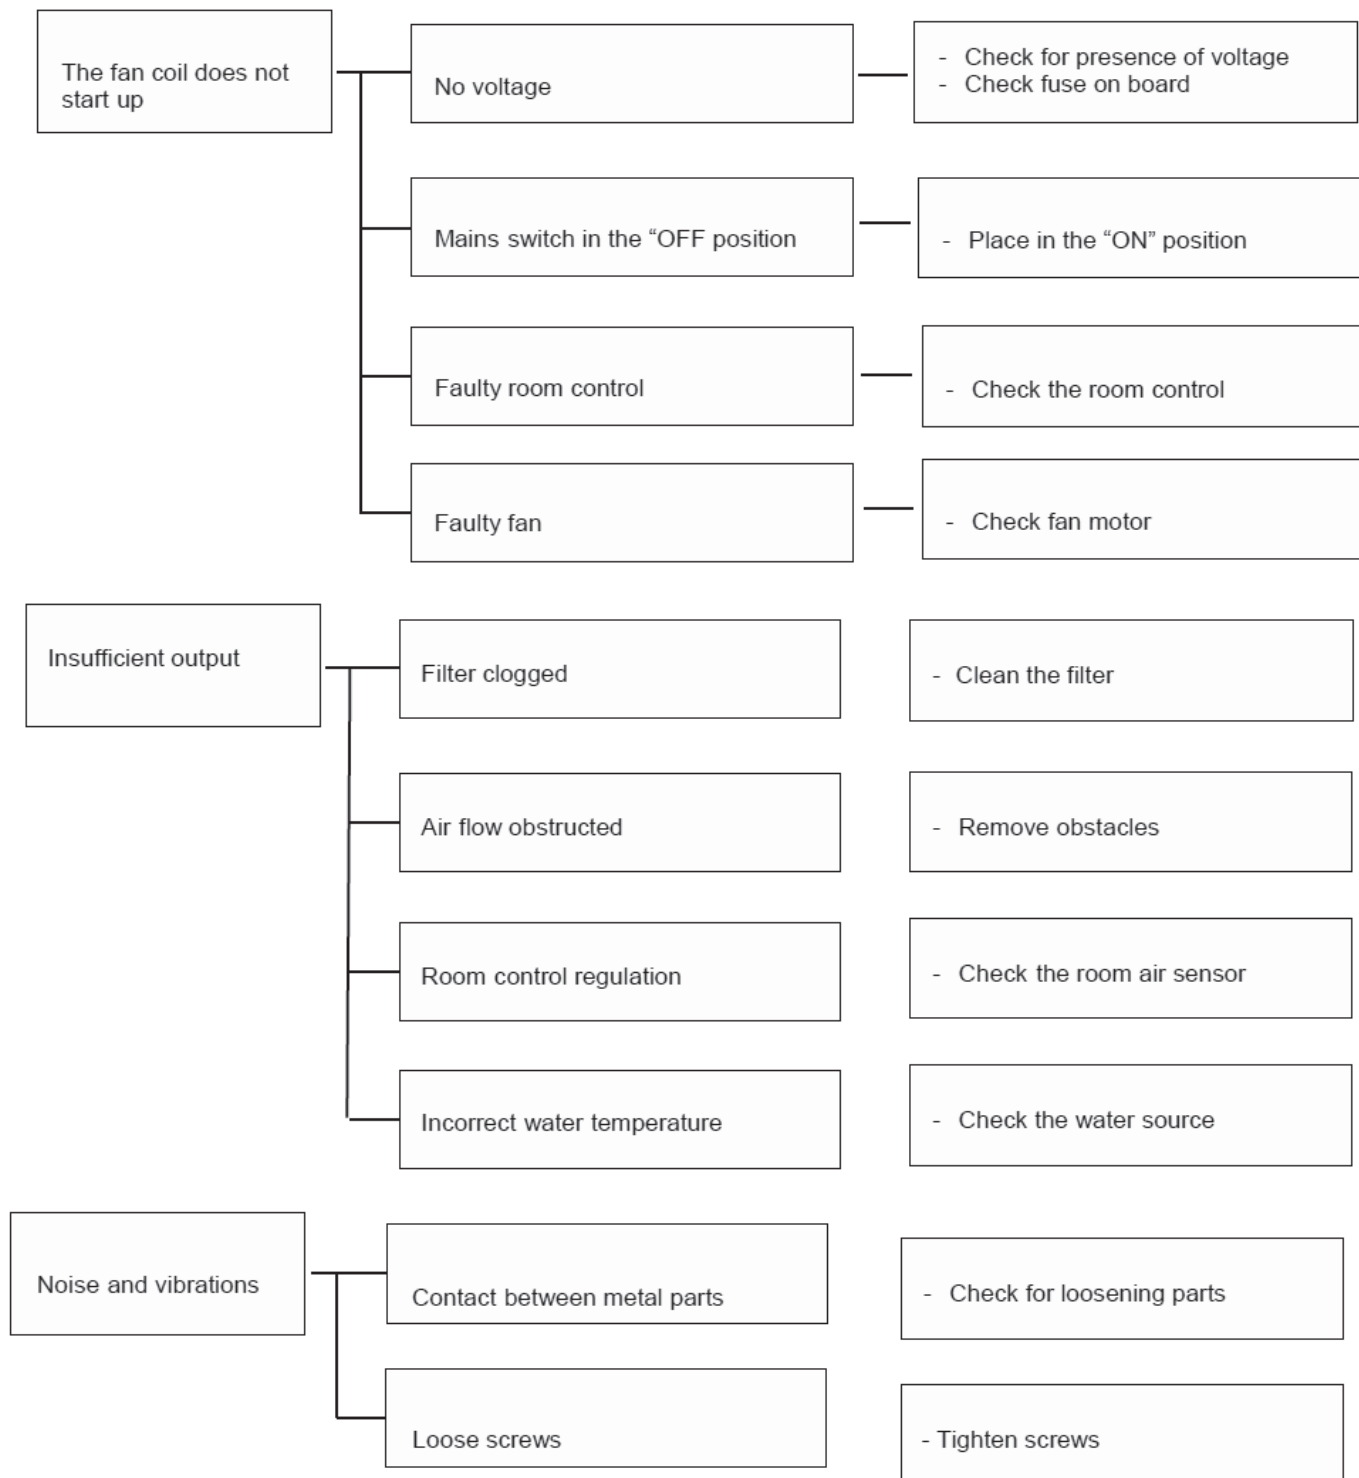 The fan coil does not
start up
No voltage
- Check for presence of voltage
- Check fuse on board
Mains switch in the “OFF position
- Place in the “ON” position
Faulty room control
- Check the room control
Faulty fan
- Check fan motor
Insufficient output
Filter clogged
- Clean the filter
Air flow obstructed
- Remove obstacles
Room control regulation
- Check the room air sensor
Incorrect water temperature
- Check the water source
Noise and vibrations
Contact between metal parts
- Check for loosening parts
Loose screws
- Tighten screws